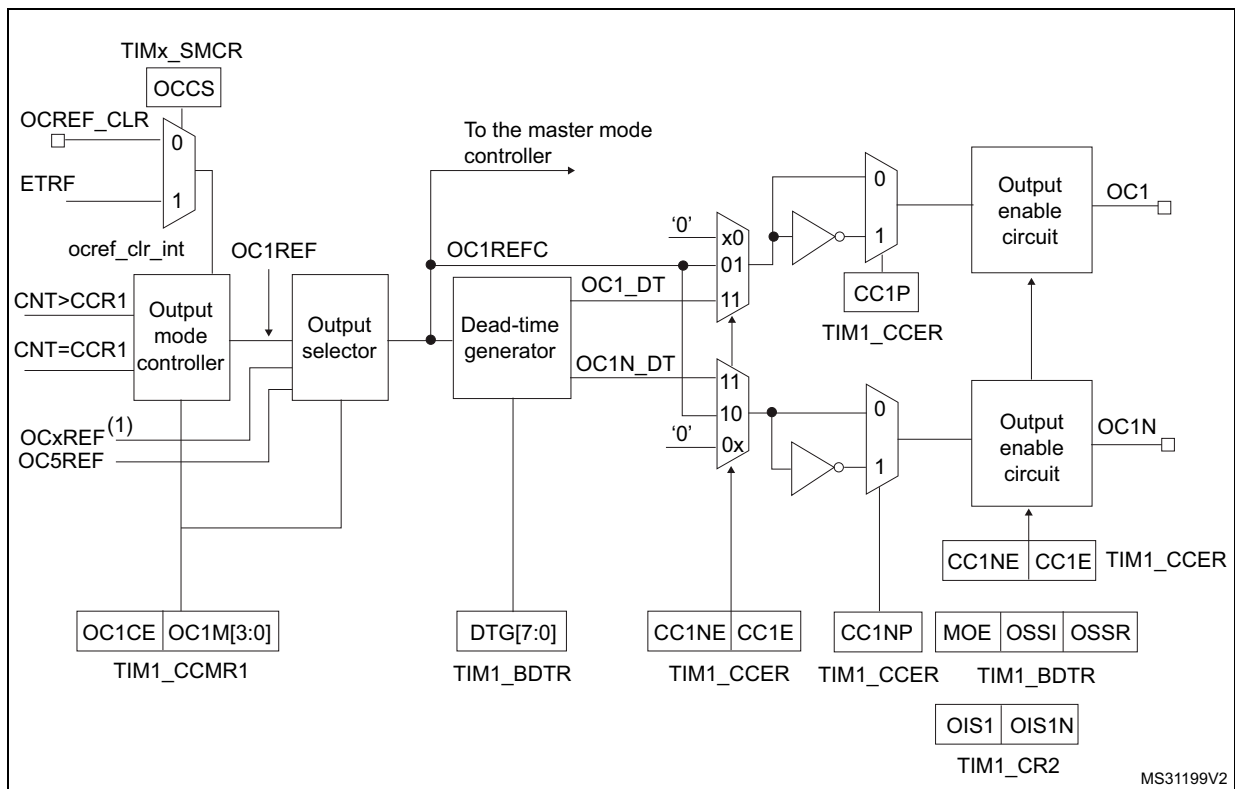 TIMx_SMCR
OCCS
OCREF_CLR
0
ETRF
1
ocref_clr_int
To the master mode
controller
OC1REF
OC1REFC
CNT>CCR1
CNT=CCR1
Output
mode
controller
Output
selector
Dead-time
generator
OC1_DT
OC1N_DT
OCxREF(1)
OC5REF
'0'
x0
01
11
11
10
'0'
0x
0
1
CC1P
TIM1_CCER
Output
enable
circuit
OC1
0
1
Output
enable
circuit
OC1N
CC1NE CC1E TIM1_CCER
OC1CE OC1M[3:0]
TIM1_CCMR1
DTG[7:0]
TIM1_BDTR
CC1NE CC1E
TIM1_CCER
CC1NP
TIM1_CCER
MOE OSSI OSSR
TIM1_BDTR
OIS1 OIS1N
TIM1_CR2
MS31199V2